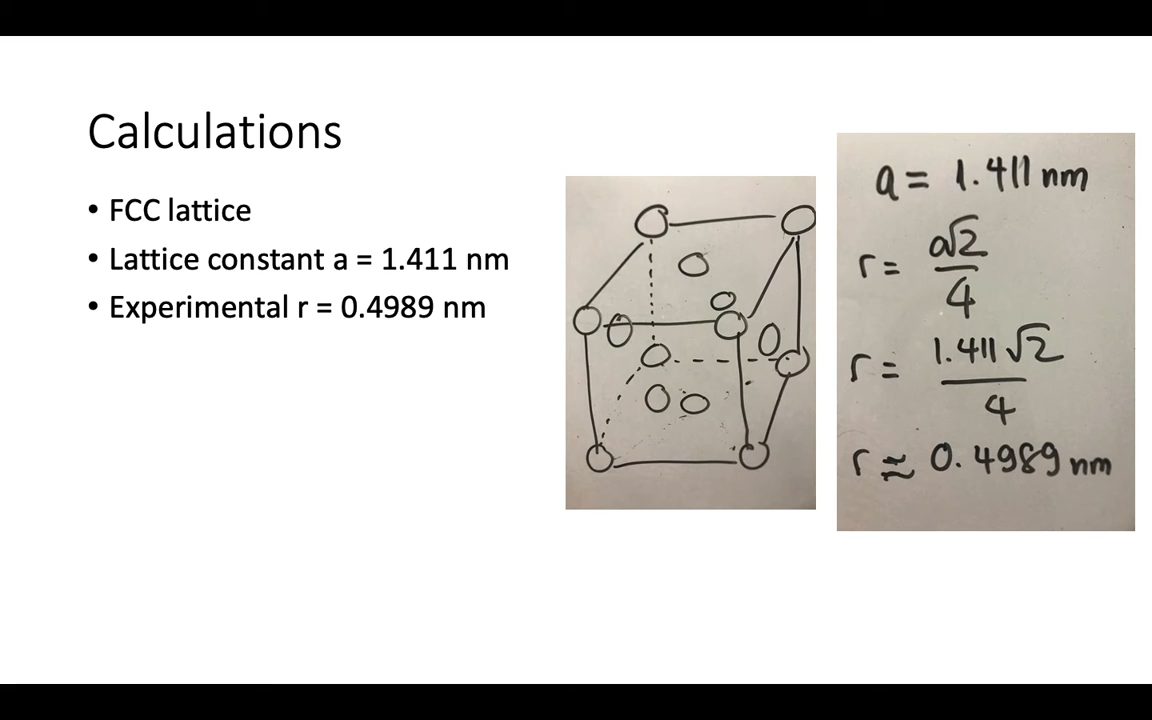 Calculations
• FCC lattice
• Lattice constant a = 1.411 nm
• Experimental r = 0.4989 nm
a = 1.411 nm
r = a√2/4
r = 1.411√2/4
r ≈ 0.4989 nm